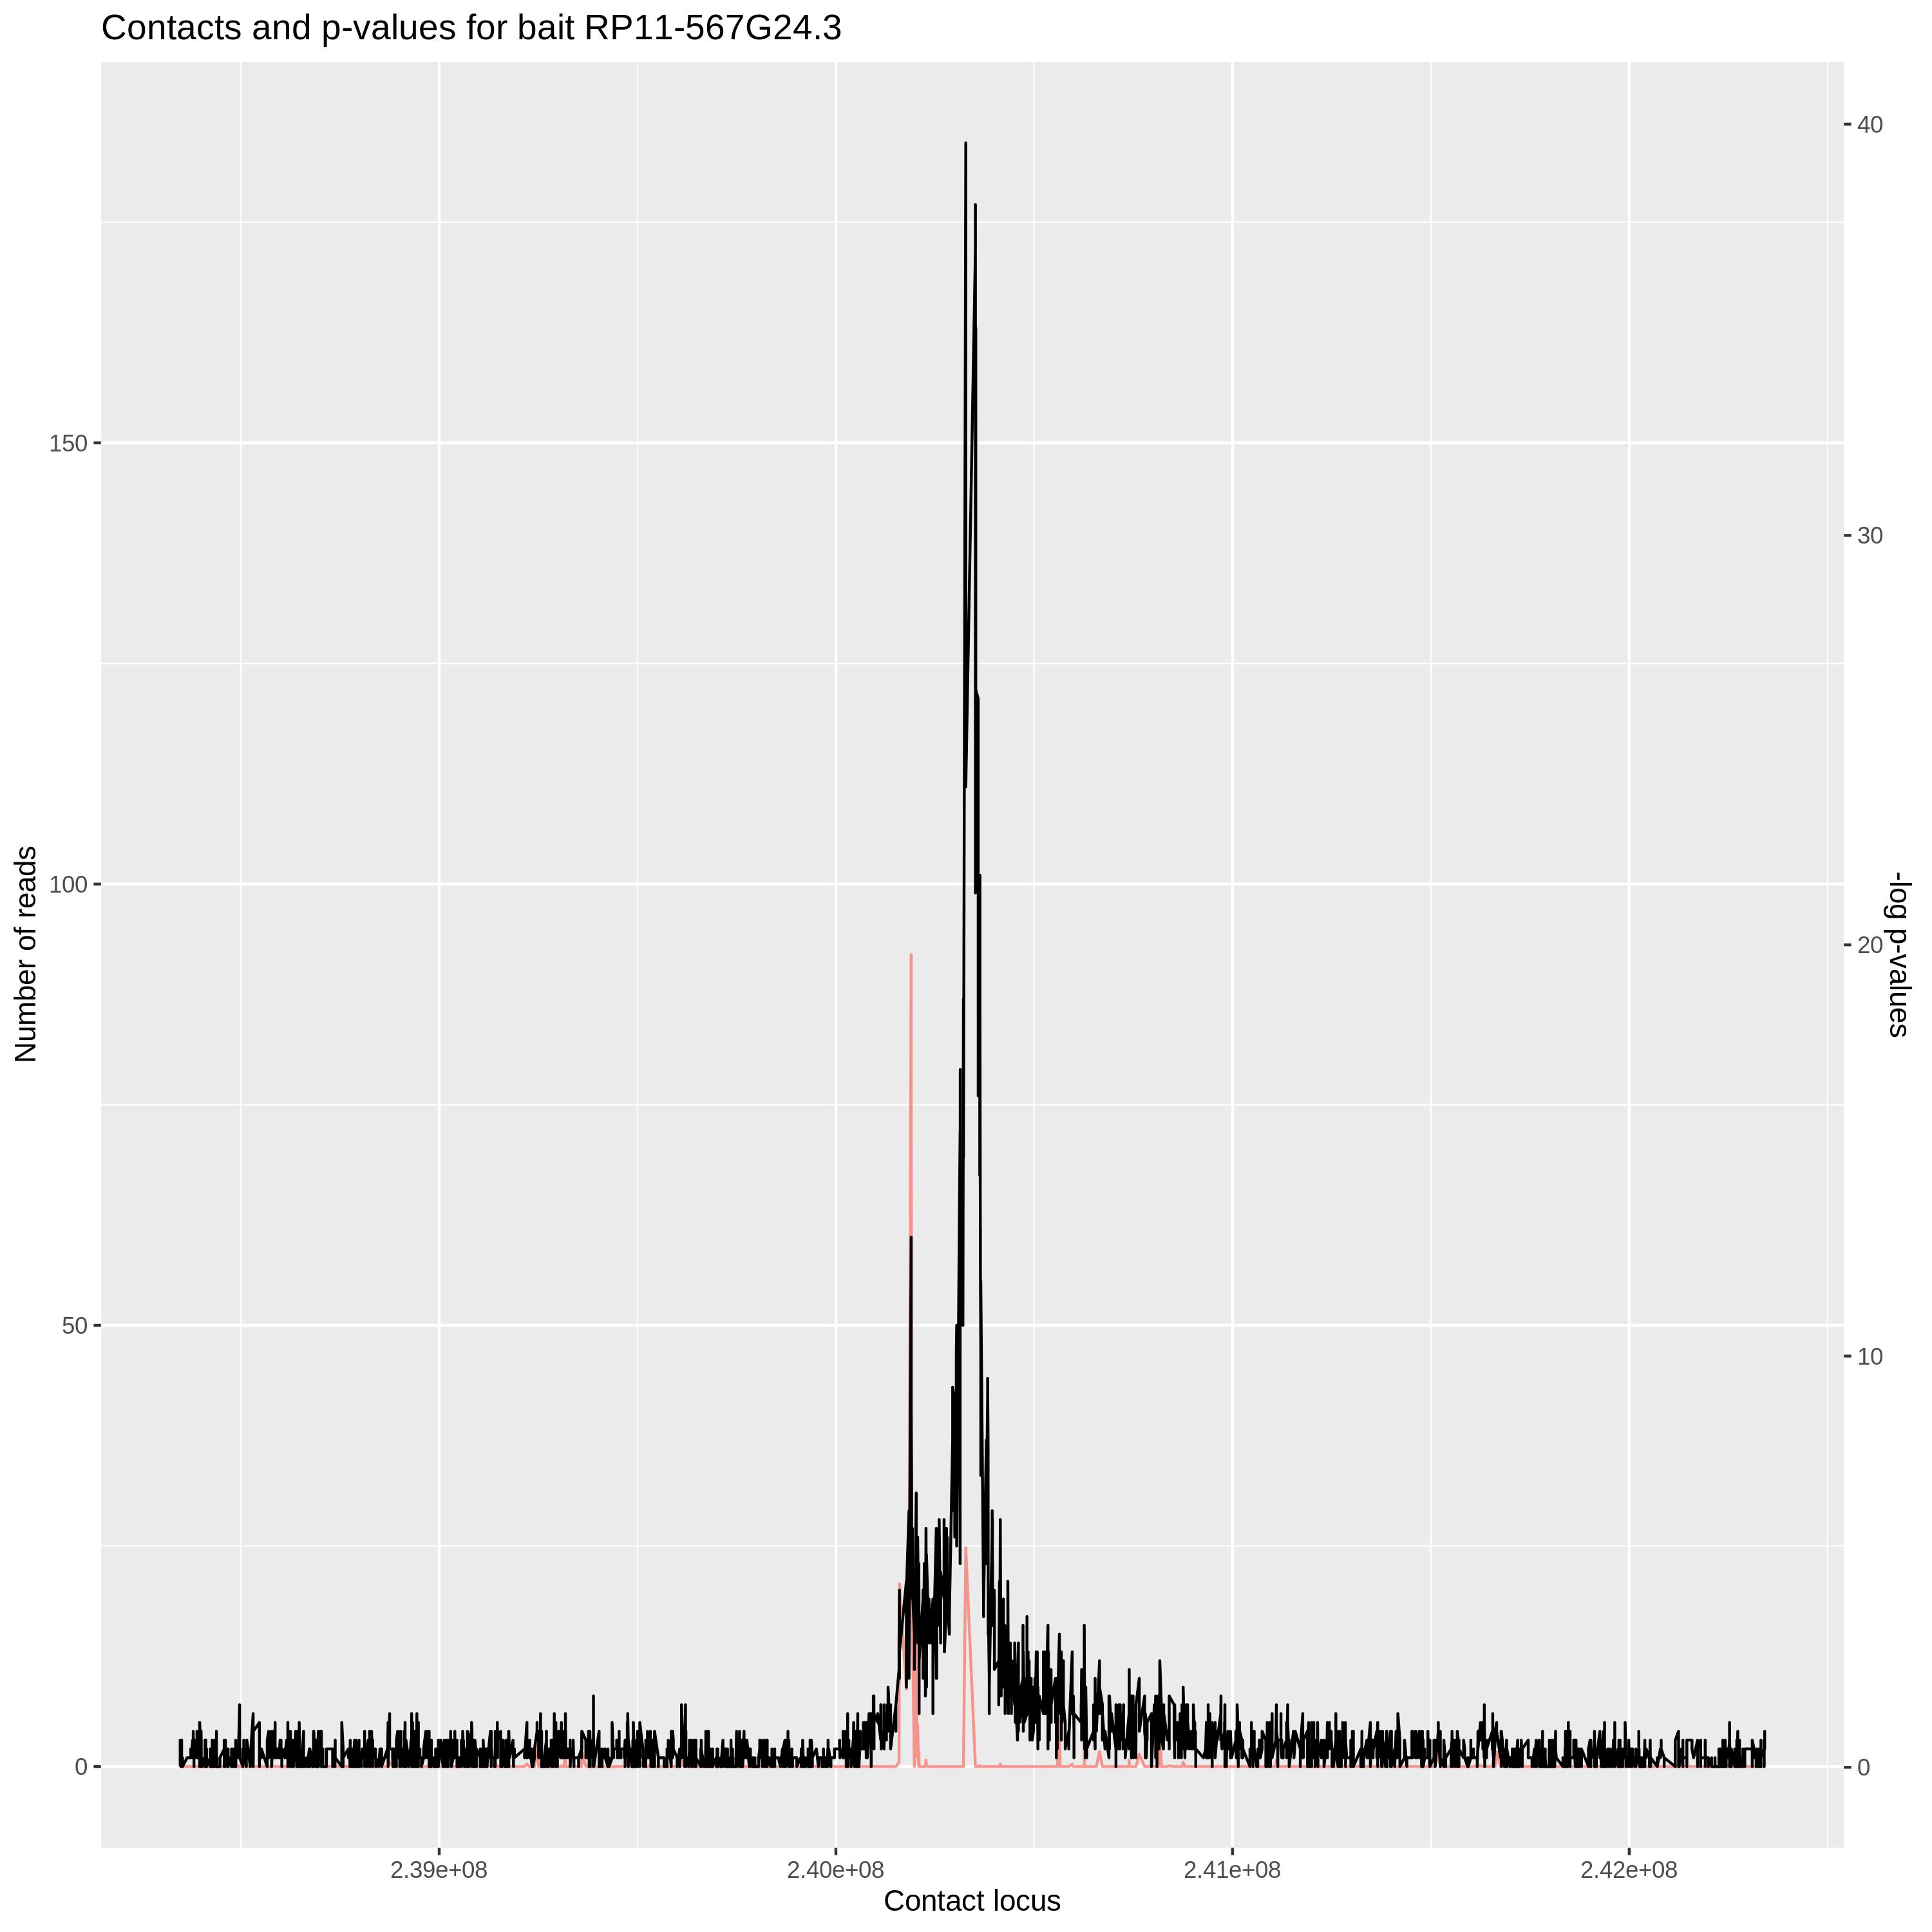 Contacts and p-values for bait RP11-567G24.3
Number of reads
150
100
50
0
40
30
20
10
0
-log p-values
2.39e+08
2.40e+08
2.41e+08
2.42e+08
Contact locus